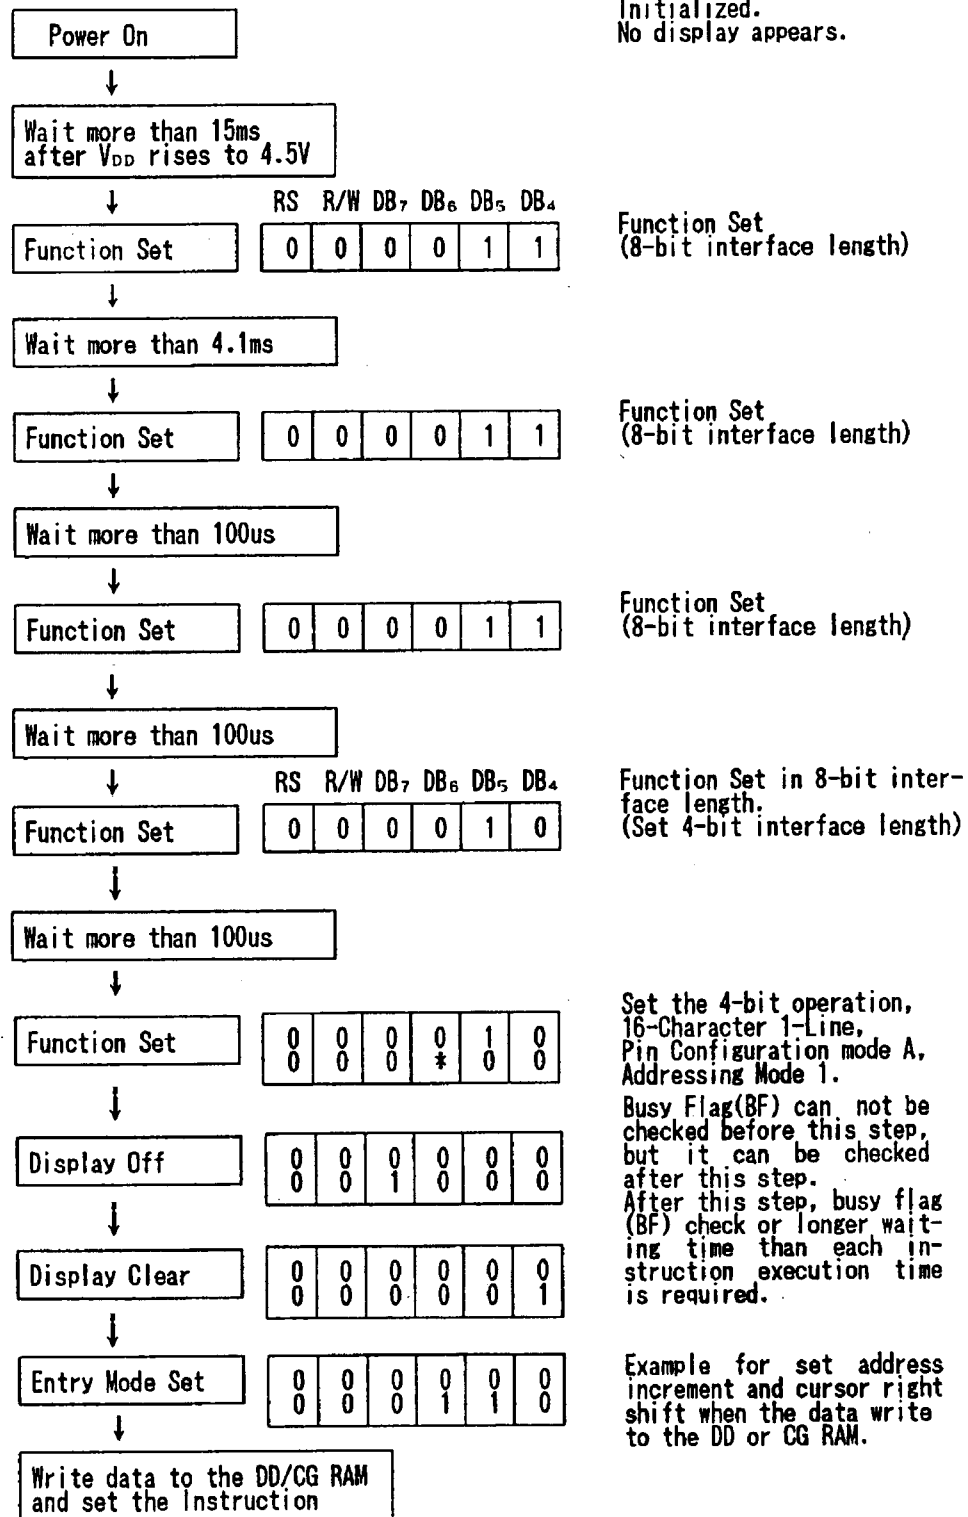 Initialized.
No display appears.
Power On
Wait more than 15ms
after VDD rises to 4.5V
RS R/W DB7 DB6 DB5 DB4
Function Set 0 0 0 0 1 1
Function Set
(8-bit interface length)
Wait more than 4.1ms
Function Set 0 0 0 0 1 1
Function Set
(8-bit interface length)
Wait more than 100us
Function Set 0 0 0 0 1 1
Function Set
(8-bit interface length)
Wait more than 100us
RS R/W DB7 DB6 DB5 DB4
Function Set 0 0 0 0 1 0
Function Set in 8-bit inter-
face length.
(Set 4-bit interface length)
Wait more than 100us
Function Set
0 0 0 0 1 0
0 0 0 * 0 0
Set the 4-bit operation,
16-Character 1-Line,
Pin Configuration mode A,
Addressing Mode 1.
Busy Flag(BF) can not be
checked before this step,
but it can be checked
after this step.
After this step, busy flag
(BF) check or longer wait-
ing time than each in-
struction execution time
is required.
Display Off
0 0 0 0 0 0
0 0 1 0 0 0
Display Clear
0 0 0 0 0 0
0 0 0 0 0 1
Entry Mode Set
0 0 0 0 0 0
0 0 0 1 1 0
Example for set address
increment and cursor right
shift when the data write
to the DD or CG RAM.
Write data to the DD/CG RAM
and set the Instruction